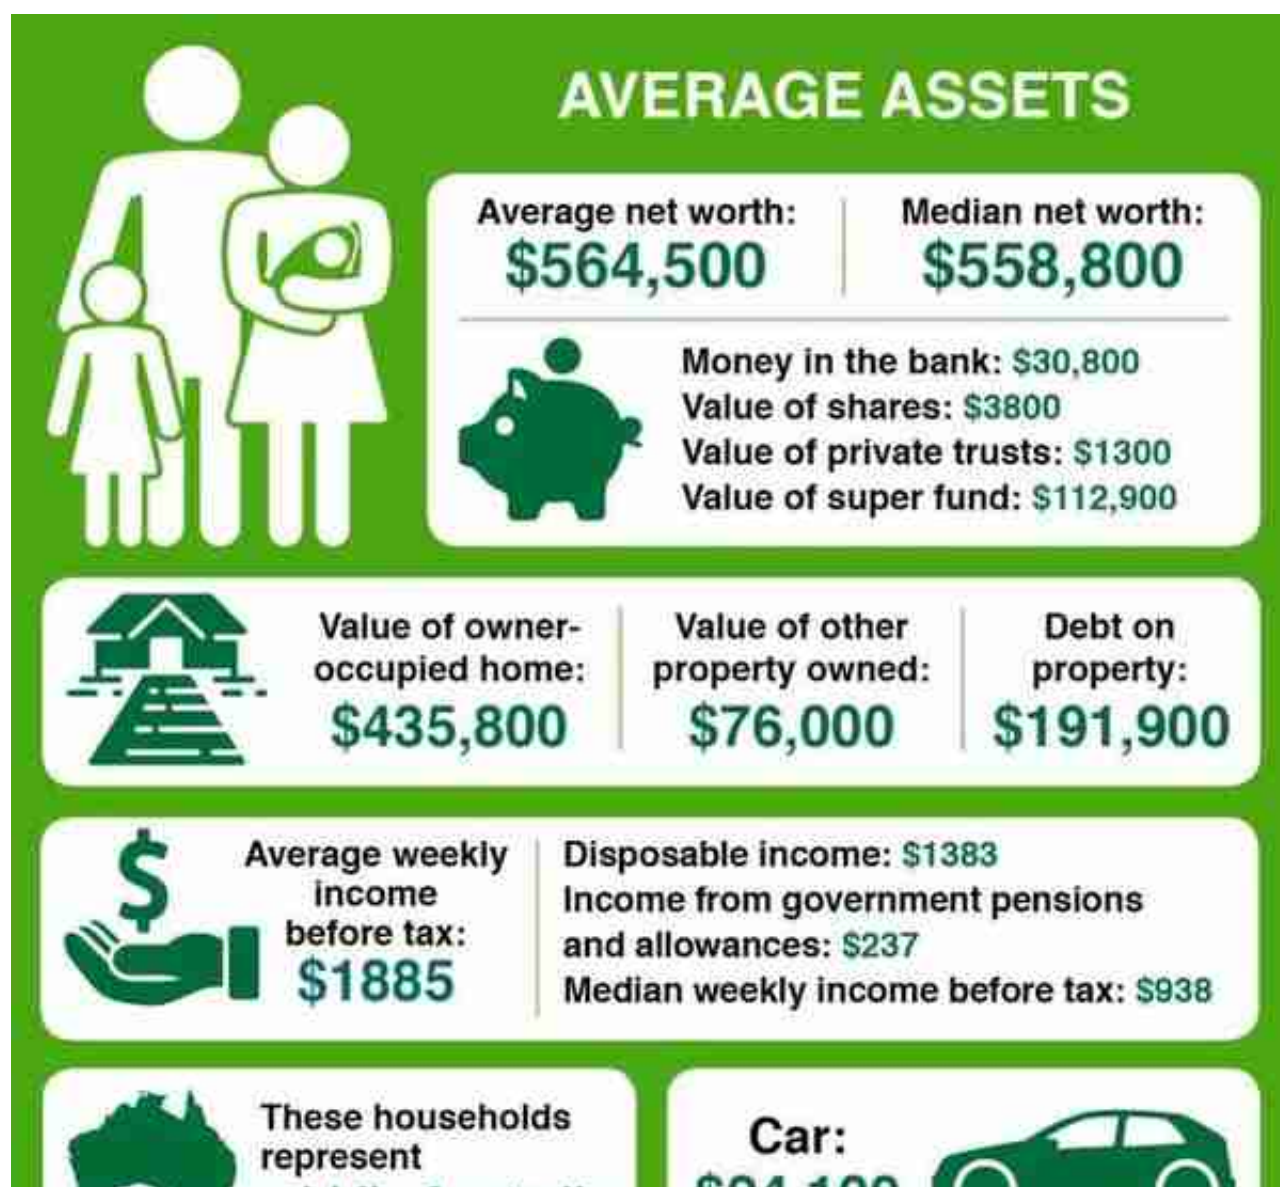 AVERAGE ASSETS
Average net worth:
$564,500
Median net worth:
$558,800
Money in the bank: $30,800
Value of shares: $3800
Value of private trusts: $1300
Value of super fund: $112,900
Value of owner-
occupied home:
$435,800
Value of other
property owned:
$76,000
Debt on
property:
$191,900
Average weekly
income
before tax:
$1885
Disposable income: $1383
Income from government pensions
and allowances: $237
Median weekly income before tax: $938
These households
represent
Car: